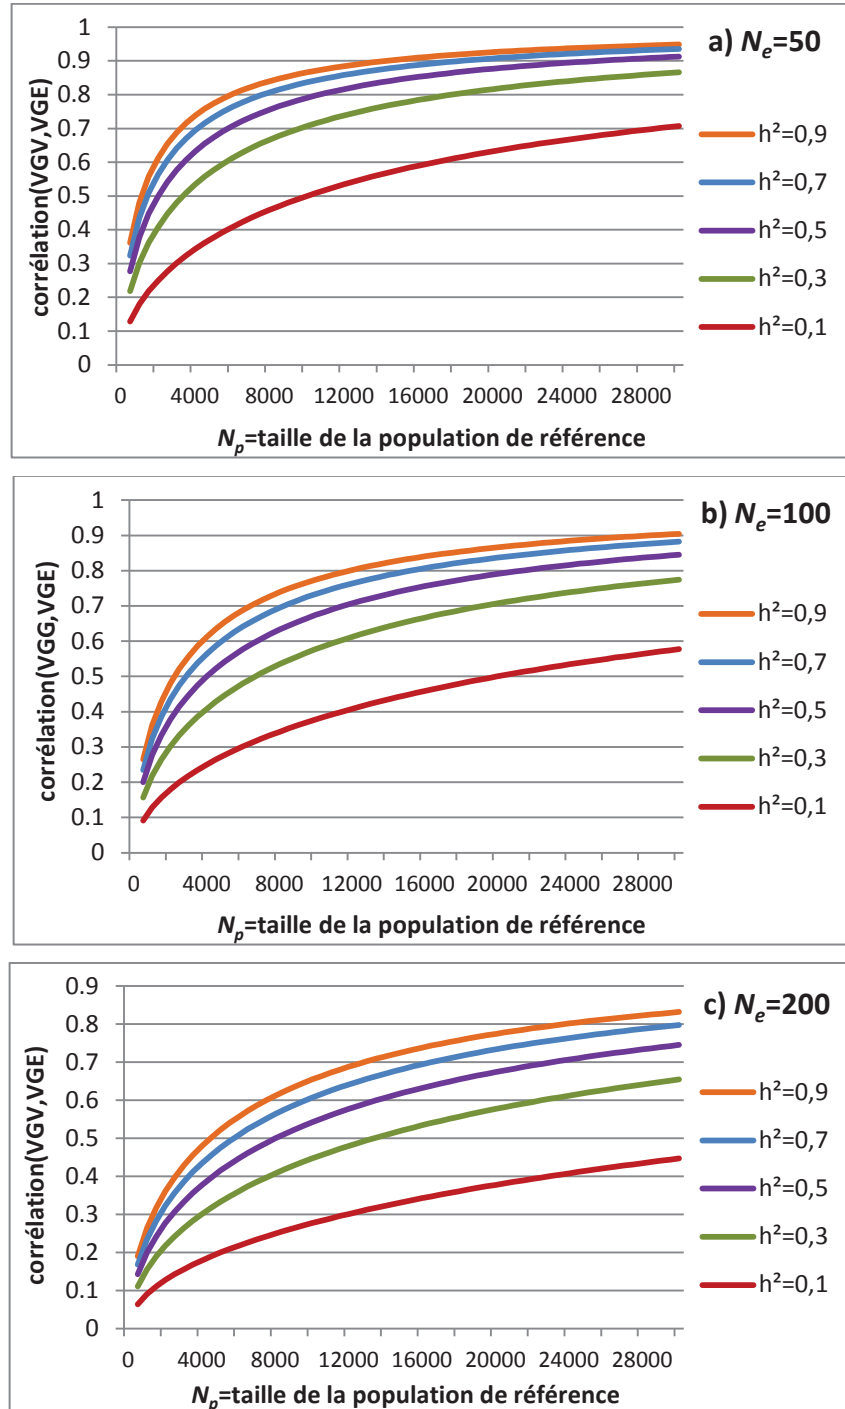 a) Ne=50
corrélation(VGV,VGE)
1
0.9
0.8
0.7
0.6
0.5
0.4
0.3
0.2
0.1
0
h²=0,9
h²=0,7
h²=0,5
h²=0,3
h²=0,1
0 4000 8000 12000 16000 20000 24000 28000
Np=taille de la population de référence
b) Ne=100
corrélation(VGG,VGE)
1
0.9
0.8
0.7
0.6
0.5
0.4
0.3
0.2
0.1
0
h²=0,9
h²=0,7
h²=0,5
h²=0,3
h²=0,1
0 4000 8000 12000 16000 20000 24000 28000
Np=taille de la population de référence
c) Ne=200
corrélation(VGV,VGE)
0.9
0.8
0.7
0.6
0.5
0.4
0.3
0.2
0.1
0
h²=0,9
h²=0,7
h²=0,5
h²=0,3
h²=0,1
0 4000 8000 12000 16000 20000 24000 28000
Np=taille de la population de référence